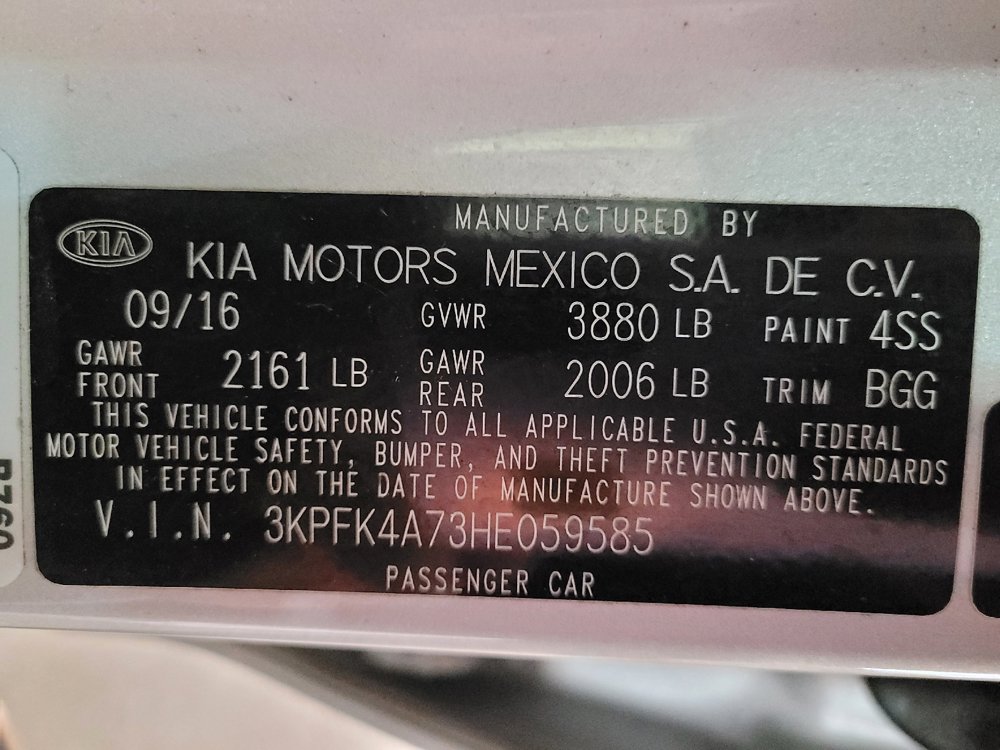 MANUFACTURED BY
KIA
KIA MOTORS MEXICO S.A. DE C.V.
09/16 GVWR 3880 LB PAINT 4SS
GAWR FRONT 2161 LB GAWR REAR 2006 LB TRIM BGG
THIS VEHICLE CONFORMS TO ALL APPLICABLE U.S.A. FEDERAL
MOTOR VEHICLE SAFETY, BUMPER, AND THEFT PREVENTION STANDARDS
IN EFFECT ON THE DATE OF MANUFACTURE SHOWN ABOVE.
V.I.N. 3KPFK4A73HE059585
PASSENGER CAR